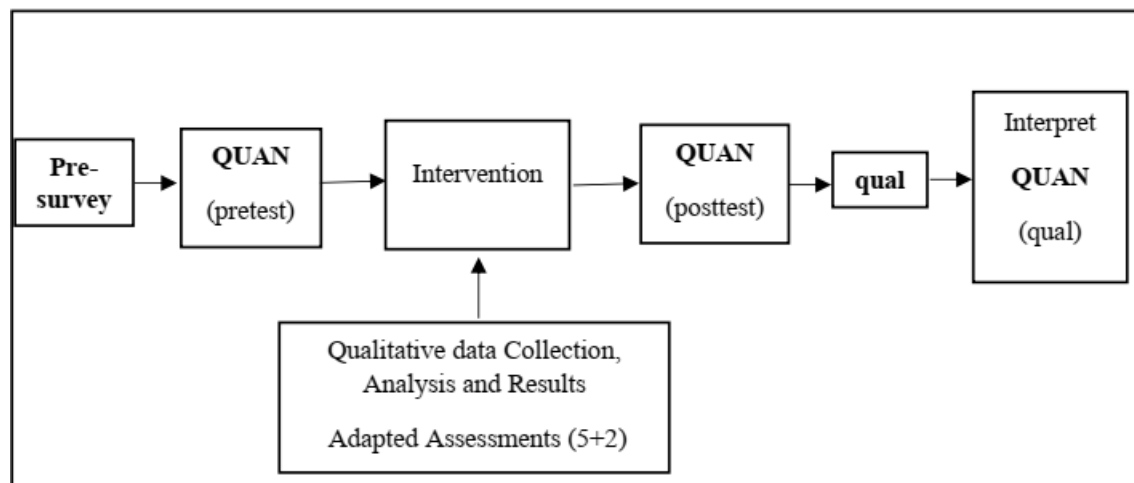 Pre-
survey
QUAN
(pretest)
Intervention
QUAN
(posttest)
qual
Interpret
QUAN
(qual)
Qualitative data Collection,
Analysis and Results
Adapted Assessments (5+2)